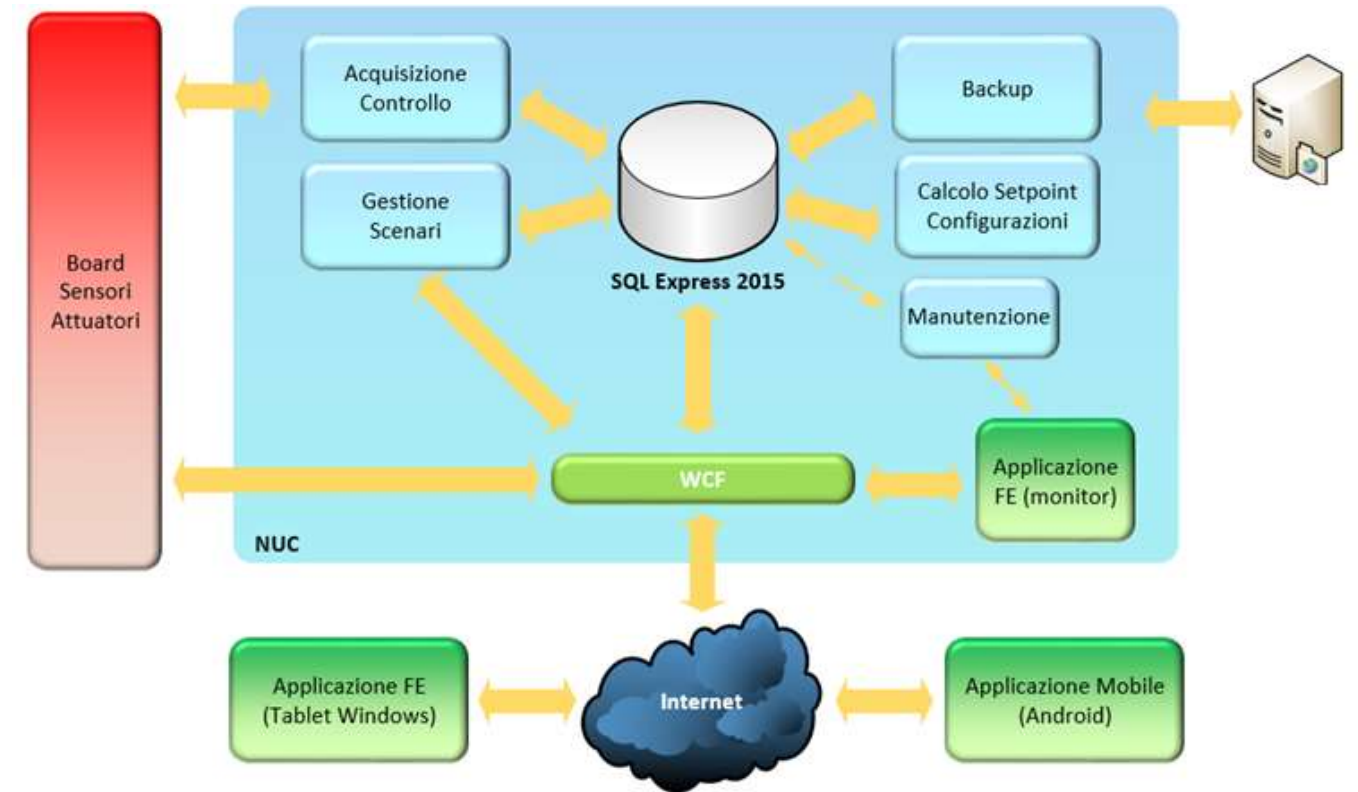 Acquisizione
Controllo
Backup
Gestione
Scenari
Calcolo Setpoint
Configurazioni
Board
Sensori
Attuatori
SQL Express 2015
Manutenzione
WCF
Applicazione
FE (monitor)
NUC
Applicazione FE
(Tablet Windows)
Internet
Applicazione Mobile
(Android)